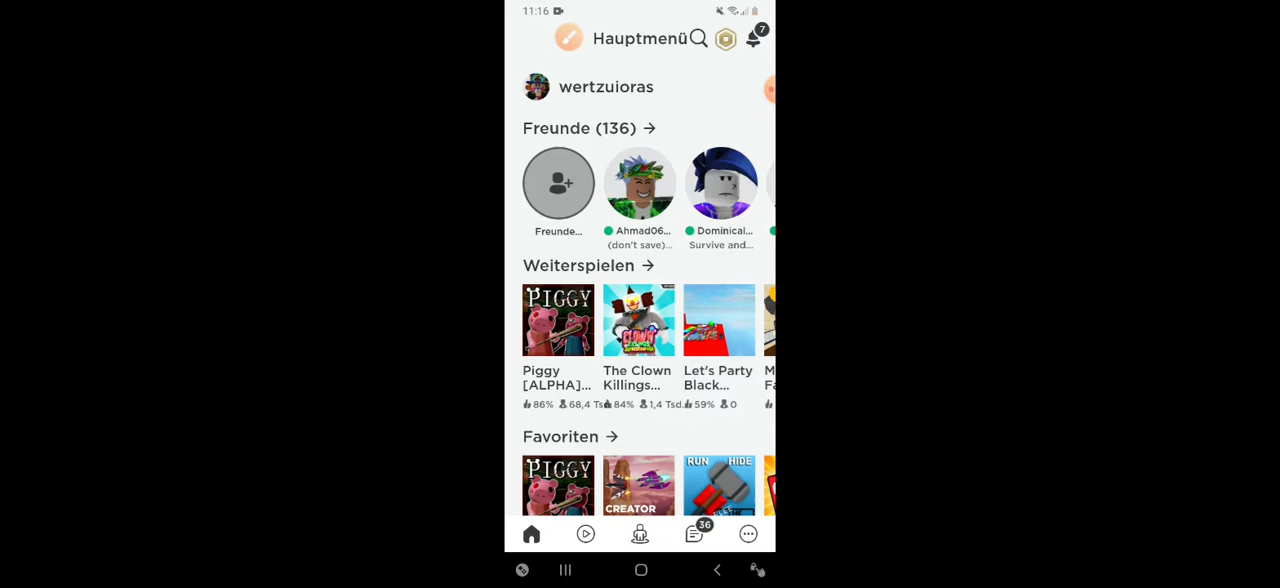 11:16
Hauptmenü
7
wertzuioras
Freunde (136)
Freunde... Ahmad06... Dominical...
(don't save)... Survive and...
Weiterspielen
PIGGY
CLOWN
Piggy The Clown Let's Party M
[ALPHA]... Killings... Black... Fa
86% 68,4 Ts 84% 1,4 Tsd. 59% 0
Favoriten
PIGGY RUN HIDE
CREATOR
36